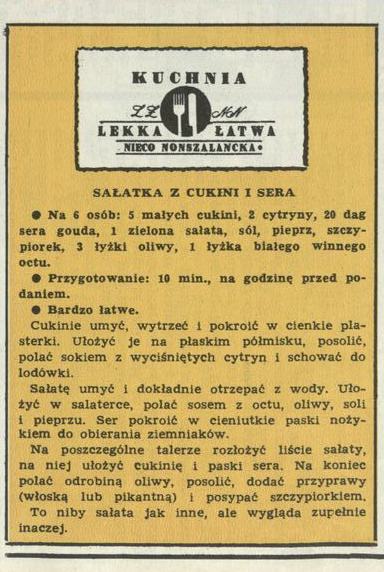 KUCHNIA
ŁŻ NN
LEKKA ŁATWA
NIECO NONSZALANCKA•
SAŁATKA Z CUKINI I SERA
● Na 6 osób: 5 małych cukini, 2 cytryny, 20 dag
sera gouda, 1 zielona sałata, sól, pieprz, szczy-
piorek, 3 łyżki oliwy, 1 łyżka białego winnego
octu.
● Przygotowanie: 10 min., na godzinę przed po-
daniem.
● Bardzo łatwe.
Cukinie umyć, wytrzeć i pokroić w cienkie pla-
sterki. Ułożyć je na płaskim półmisku, posolić,
polać sokiem z wyciśniętych cytryn i schować do
lodówki.
Sałatę umyć i dokładnie otrzepać z wody. Uło-
żyć w salaterce, polać sosem z octu, oliwy, soli
i pieprzu. Ser pokroić w cieniutkie paski noży-
kiem do obierania ziemniaków.
Na poszczególne talerze rozłożyć liście sałaty,
na niej ułożyć cukinię i paski sera. Na koniec
polać odrobiną oliwy, posolić, dodać przyprawy
(włoską lub pikantną) i posypać szczypiorkiem.
To niby sałata jak inne, ale wygląda zupełnie
inaczej.